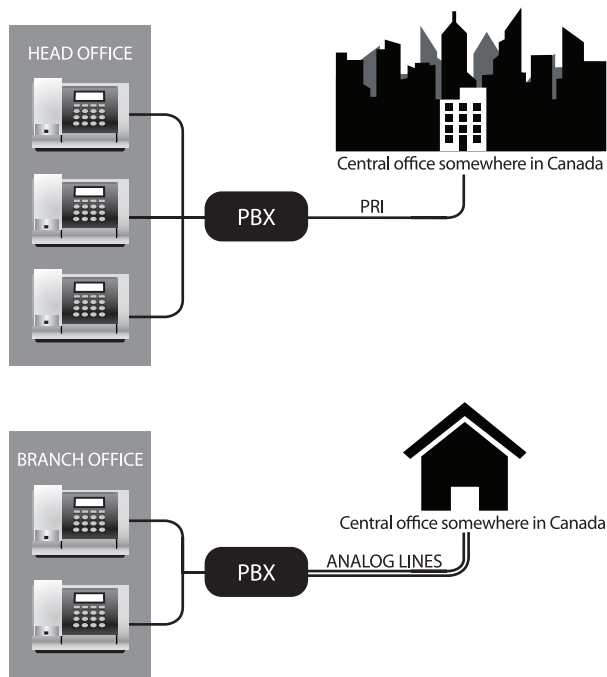 HEAD OFFICE
Central office somewhere in Canada
PBX
PRI
BRANCH OFFICE
Central office somewhere in Canada
PBX
ANALOG LINES